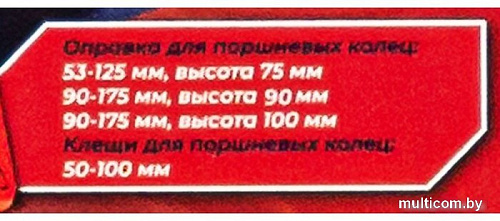 Оправка для поршневых колец:
53-125 мм, высота 75 мм
90-175 мм, высота 90 мм
90-175 мм, высота 100 мм
Клещи для поршневых колец:
50-100 мм
multicom.by